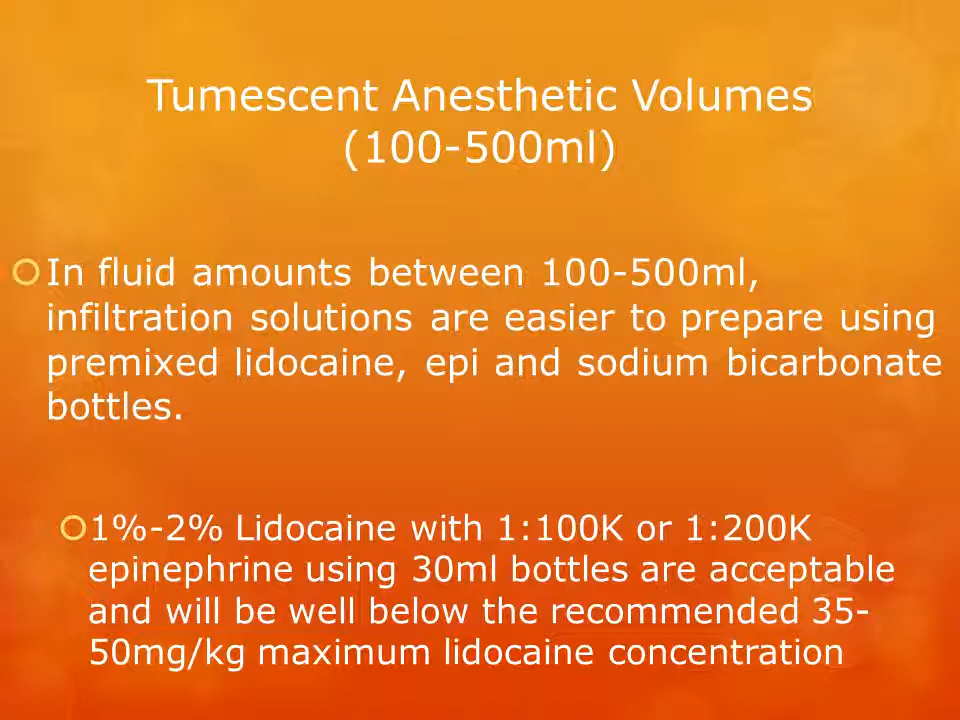 Tumescent Anesthetic Volumes
(100-500ml)
In fluid amounts between 100-500ml,
infiltration solutions are easier to prepare using
premixed lidocaine, epi and sodium bicarbonate
bottles.
1%-2% Lidocaine with 1:100K or 1:200K
epinephrine using 30ml bottles are acceptable
and will be well below the recommended 35-
50mg/kg maximum lidocaine concentration